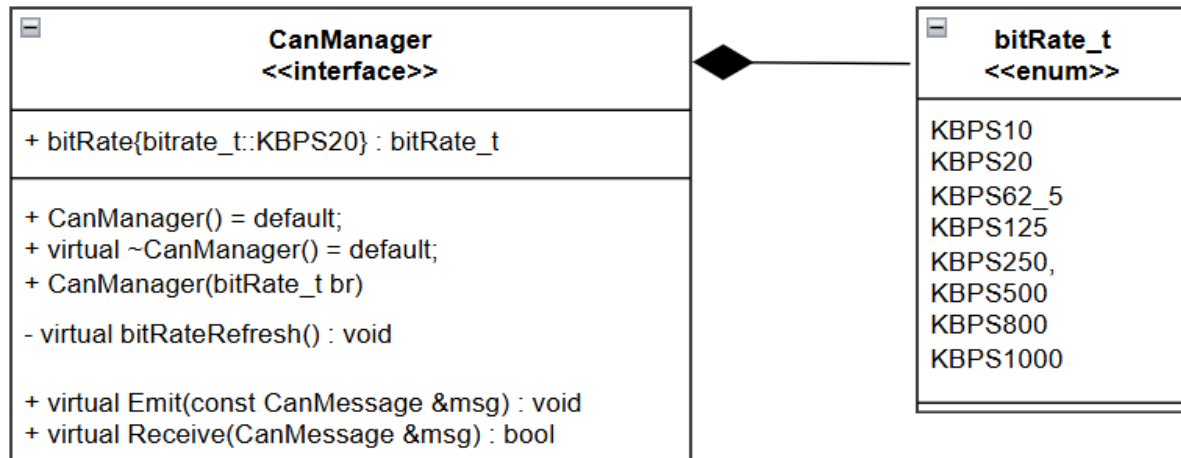 CanManager
<<interface>>
+ bitRate{bitrate_t::KBPS20} : bitRate_t
+ CanManager() = default;
+ virtual ~CanManager() = default;
+ CanManager(bitRate_t br)
- virtual bitRateRefresh() : void
+ virtual Emit(const CanMessage &msg) : void
+ virtual Receive(CanMessage &msg) : bool
bitRate_t
<<enum>>
KBPS10
KBPS20
KBPS62_5
KBPS125
KBPS250,
KBPS500
KBPS800
KBPS1000